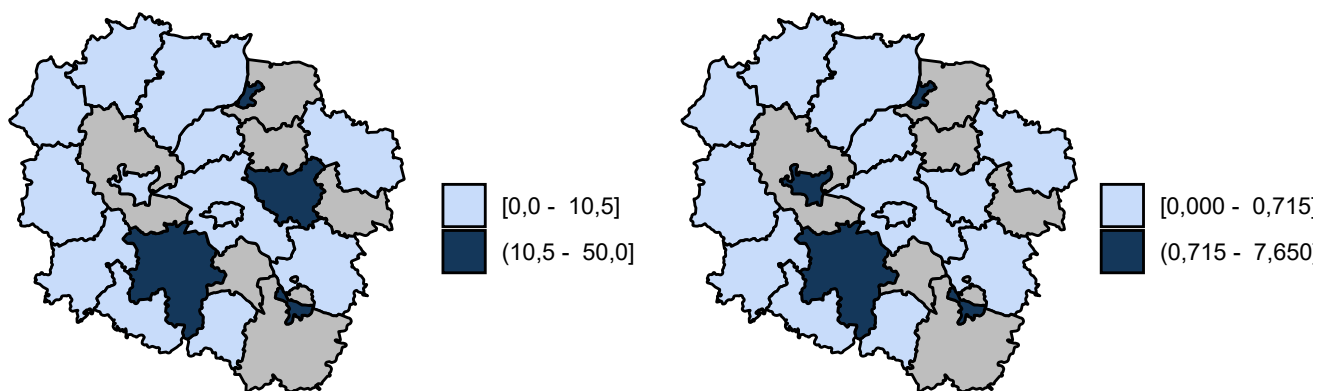 [0,0 - 10,5]
(10,5 - 50,0]
[0,000 - 0,715]
(0,715 - 7,650]